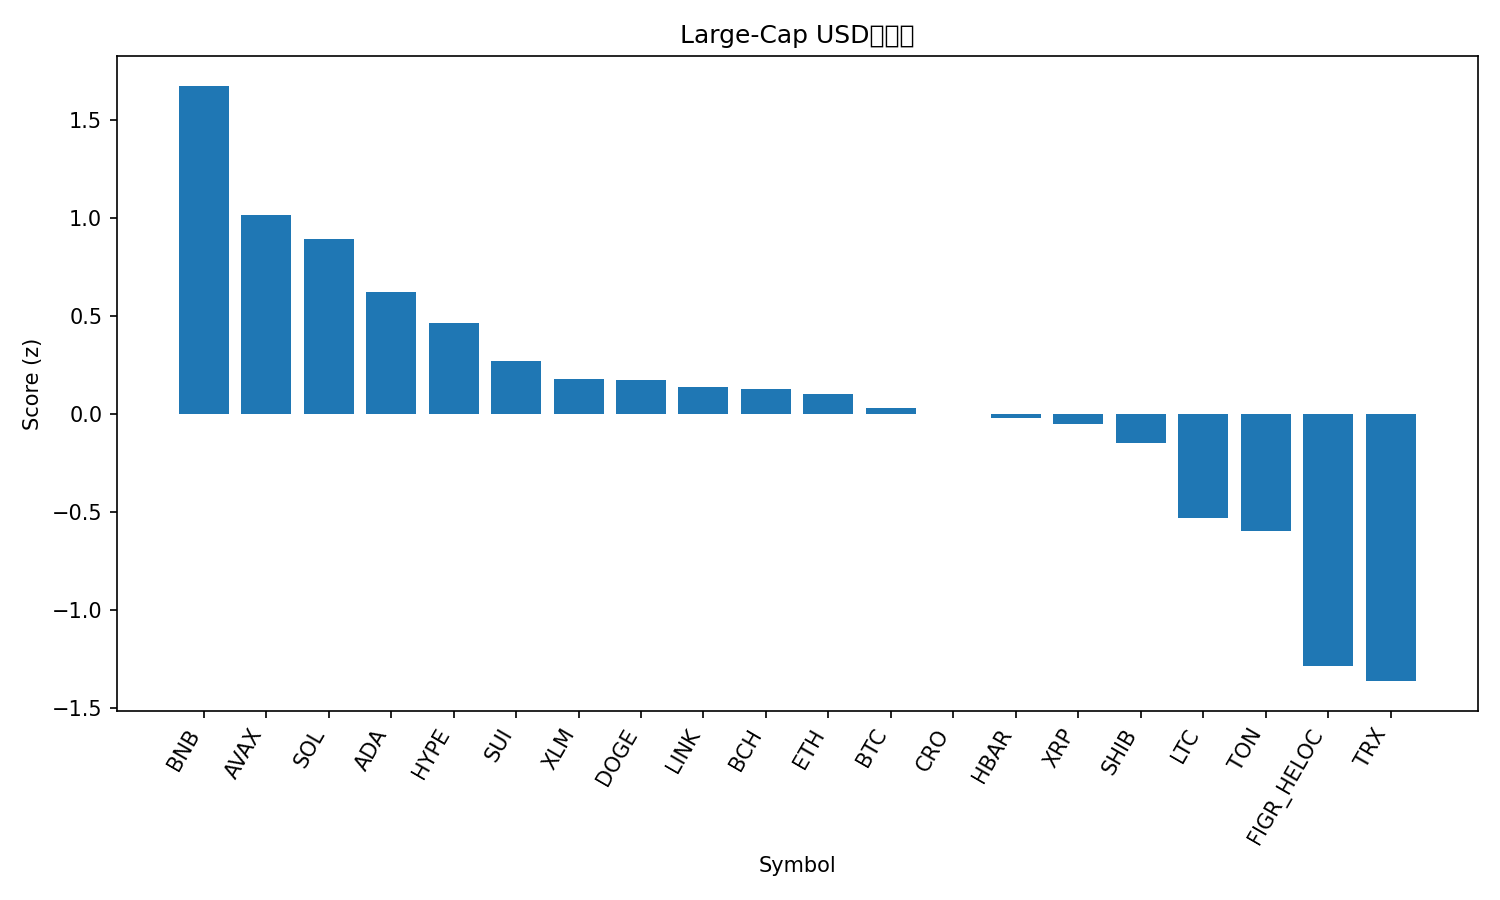 Large-Cap USD
Score (z)
1.5
1.0
0.5
0.0
−0.5
−1.0
−1.5
BNB
AVAX
SOL
ADA
HYPE
SUI
XLM
DOGE
LINK
BCH
ETH
BTC
CRO
HBAR
XRP
SHIB
LTC
TON
FIGR_HELOC
TRX
Symbol